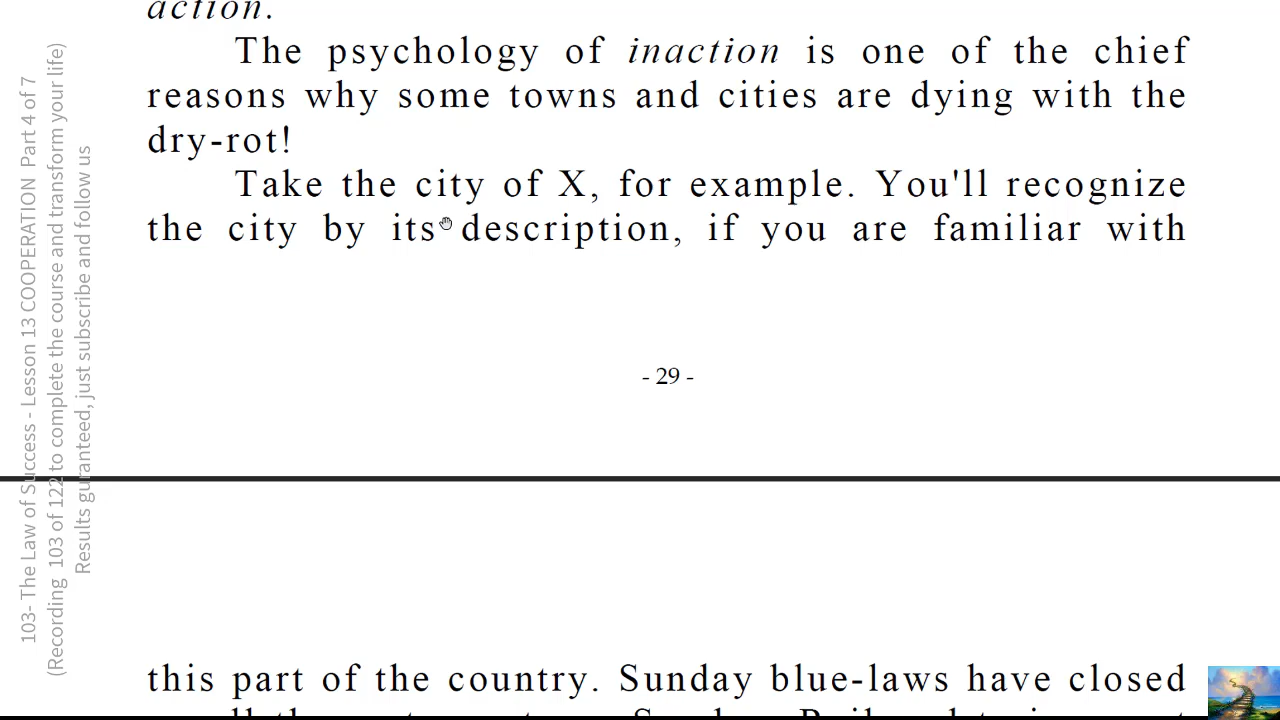 action.
The psychology of inaction is one of the chief
reasons why some towns and cities are dying with the
dry-rot!
Take the city of X, for example. You'll recognize
the city by its description, if you are familiar with
- 29 -
this part of the country. Sunday blue-laws have closed
103- The Law of Success - Lesson 13 COOPERATION Part 4 of 7
(Recording 103 of 122 to complete the course and transform your life)
Results guranteed, just subscribe and follow us